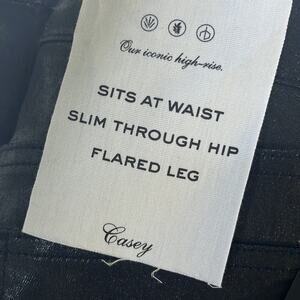 Our iconic high-rise.
SITS AT WAIST
SLIM THROUGH HIP
FLARED LEG
Casey